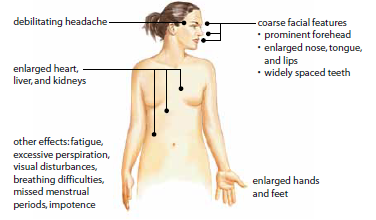 debilitating headache
coarse facial features
• prominent forehead
• enlarged nose, tongue,
and lips
• widely spaced teeth
enlarged heart,
liver, and kidneys
other effects: fatigue,
excessive perspiration,
visual disturbances,
breathing difficulties,
missed menstrual
periods, impotence
enlarged hands
and feet